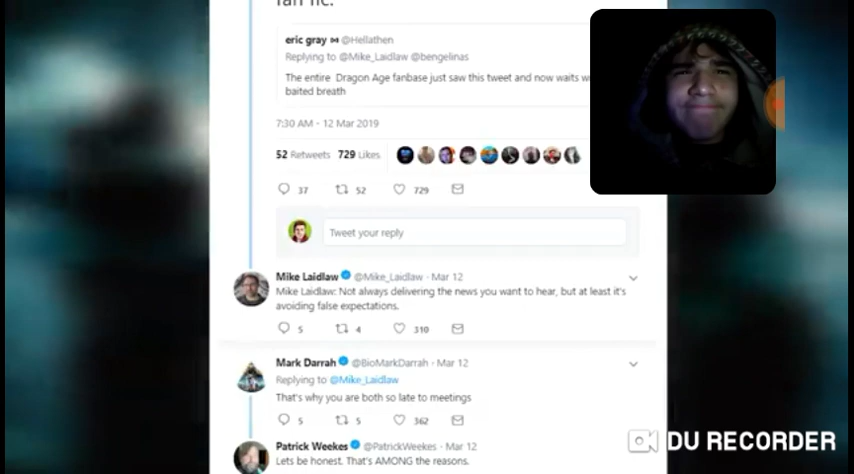 fan fic.
eric gray @Hellathen
Replying to @Mike_Laidlaw @bengelinas
The entire Dragon Age fanbase just saw this tweet and now waits w
baited breath
7:30 AM - 12 Mar 2019
52 Retweets 729 Likes
37 52 729
Tweet your reply
Mike Laidlaw @Mike_Laidlaw · Mar 12
Mike Laidlaw: Not always delivering the news you want to hear, but at least it's
avoiding false expectations.
5 4 310
Mark Darrah @BioMarkDarrah · Mar 12
Replying to @Mike_Laidlaw
That's why you are both so late to meetings
5 5 362
Patrick Weekes @PatrickWeekes · Mar 12
Lets be honest. That's AMONG the reasons.
DU RECORDER